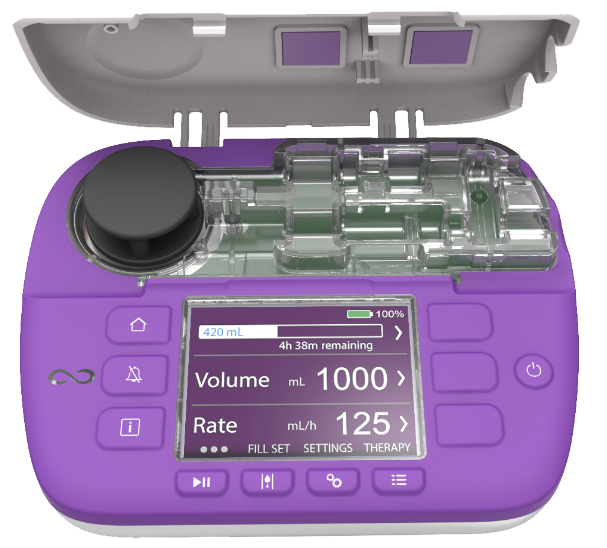 100%
420 mL
4h 38m remaining
Volume mL 1000
Rate mL/h 125
FILL SET SETTINGS THERAPY